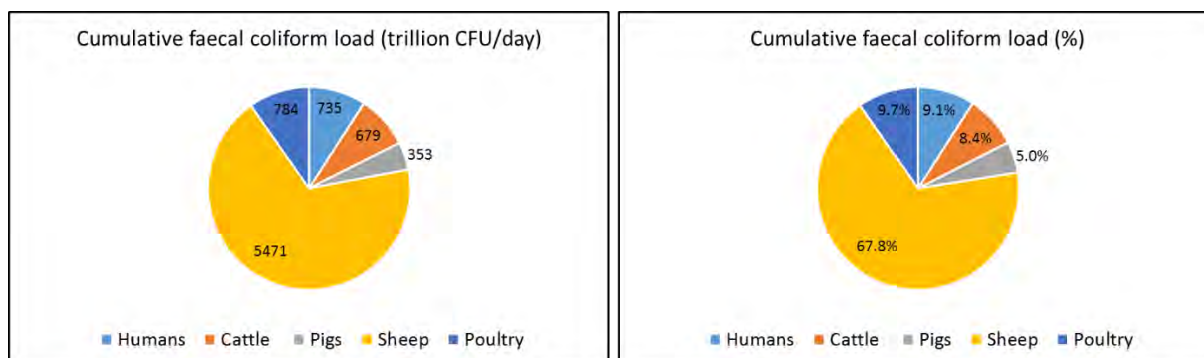 Cumulative faecal coliform load (trillion CFU/day)
784
735
679
353
5471
Humans Cattle Pigs Sheep Poultry
Cumulative faecal coliform load (%)
9.7%
9.1%
8.4%
5.0%
67.8%
Humans Cattle Pigs Sheep Poultry